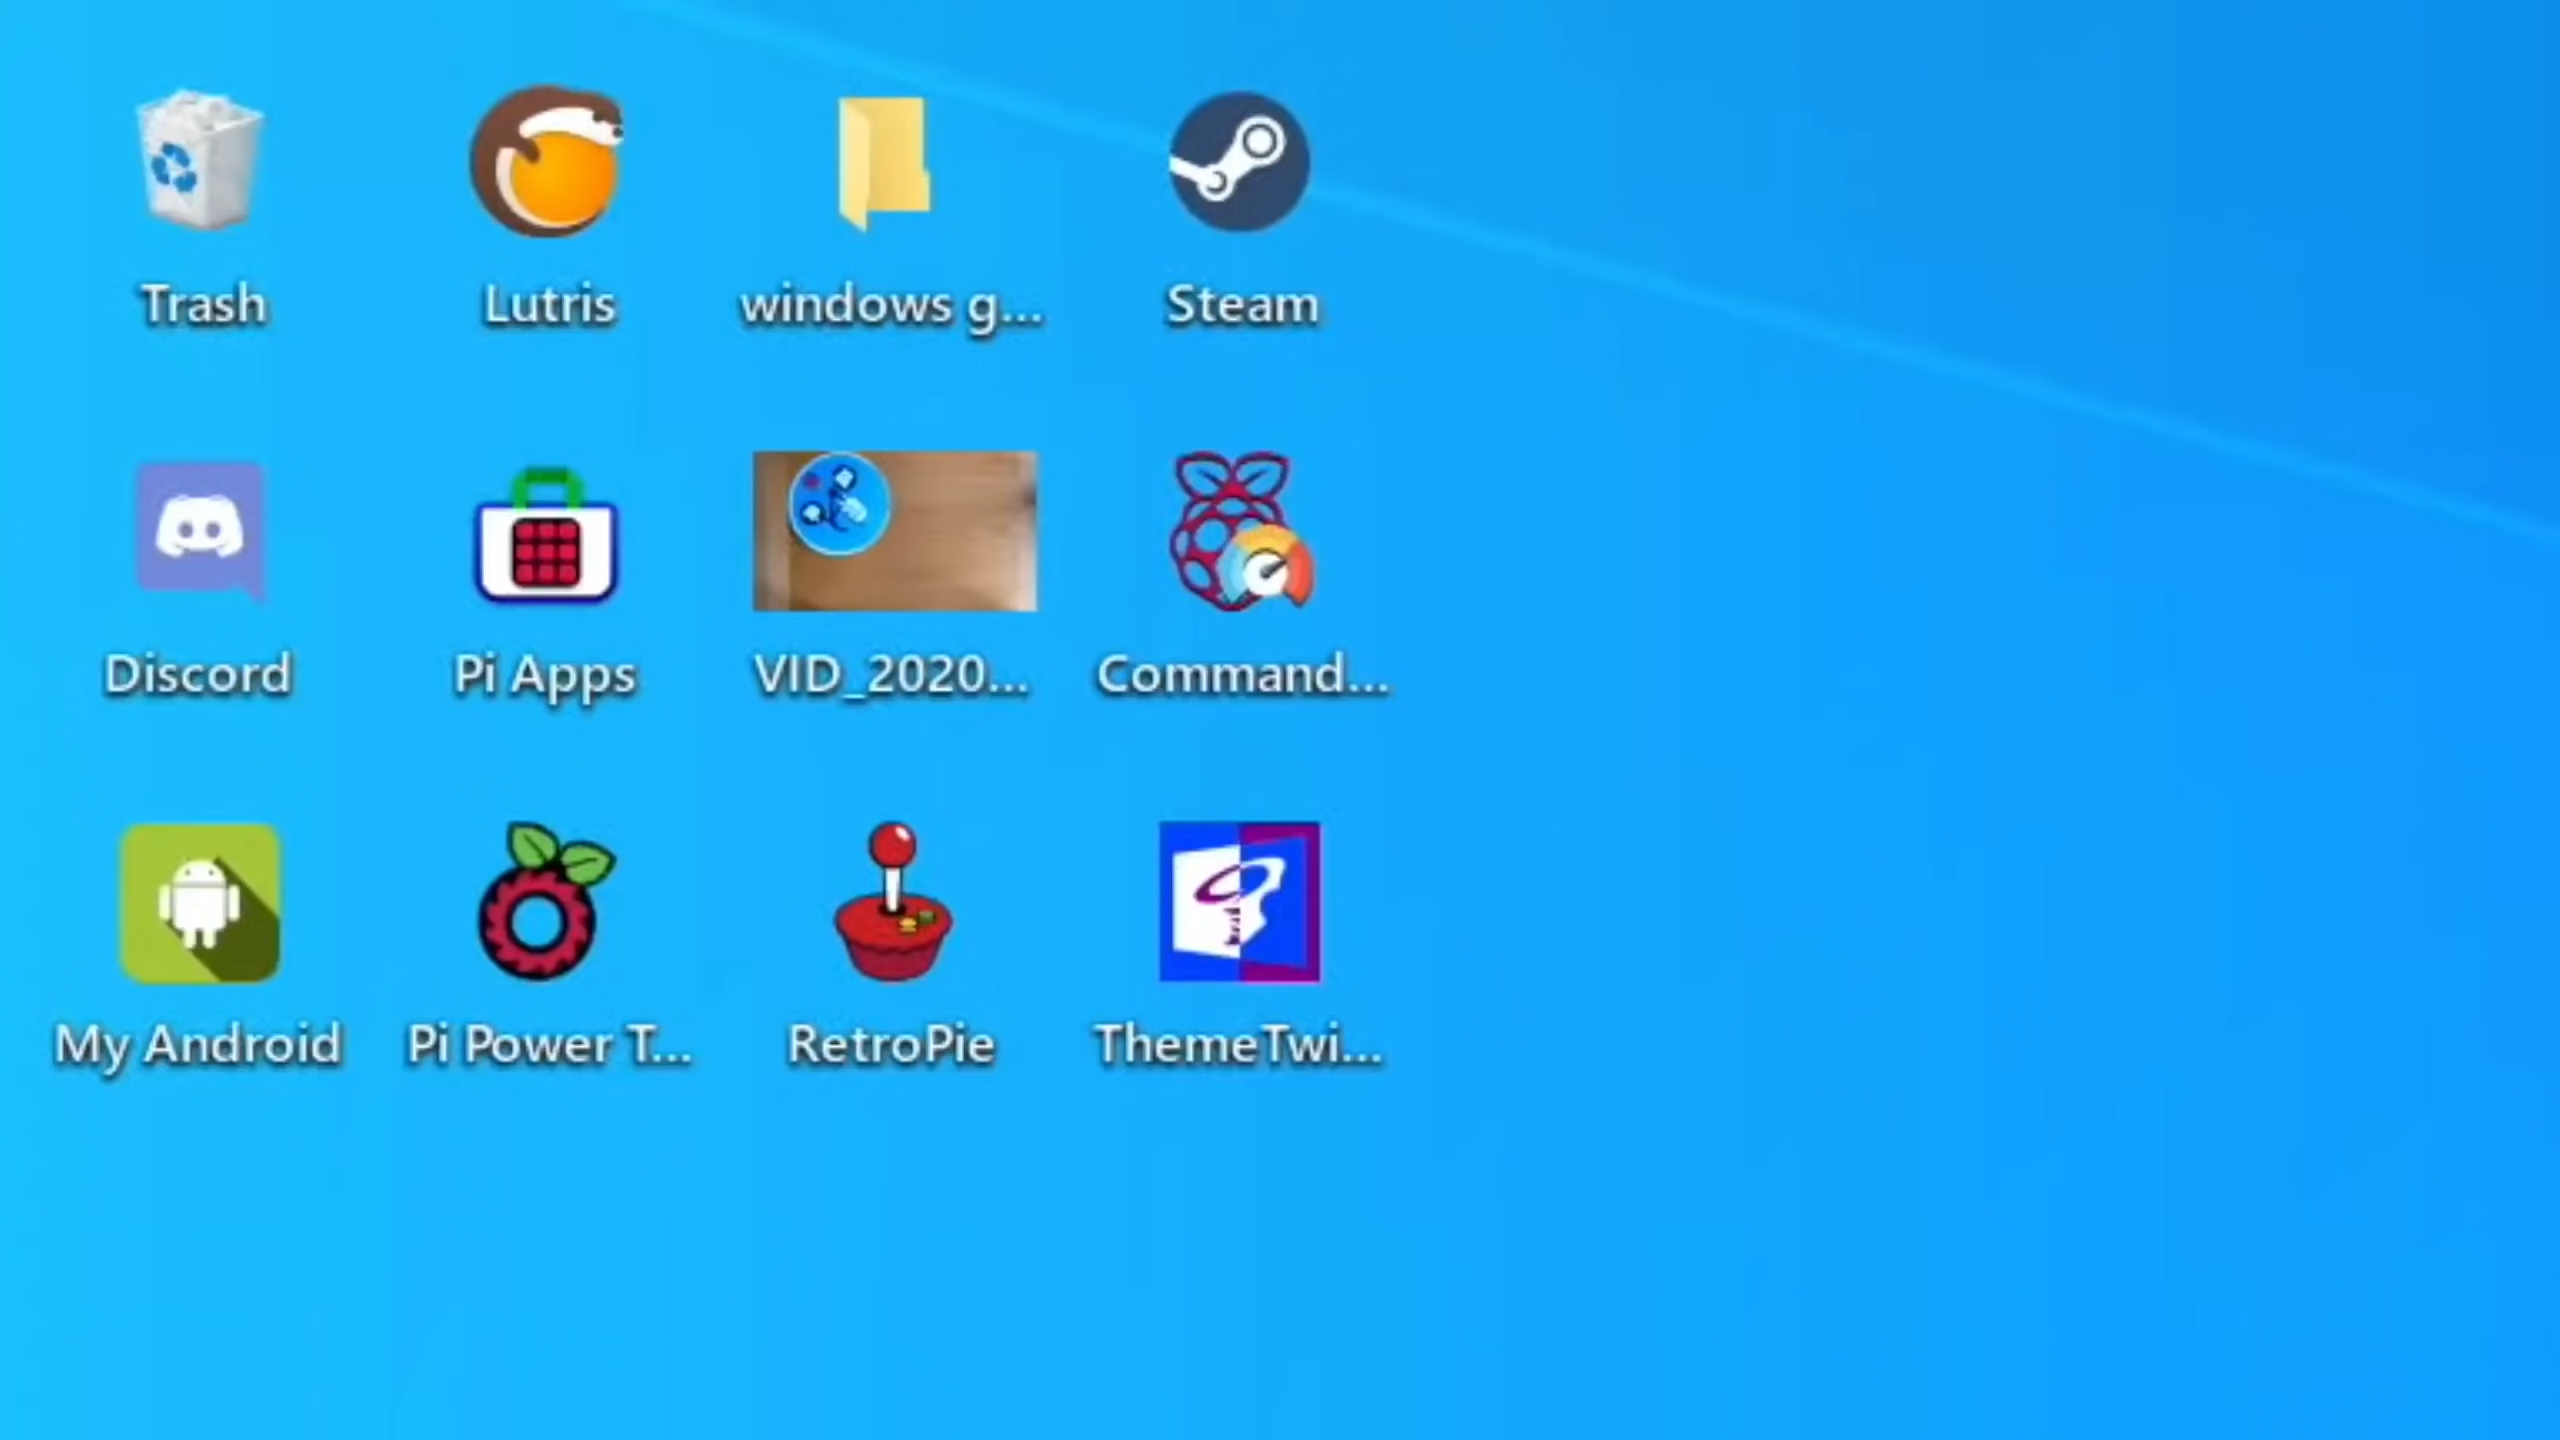 Trash
Lutris
windows g...
Steam
Discord
Pi Apps
VID_2020...
Command...
My Android
Pi Power T...
RetroPie
ThemeTwi...